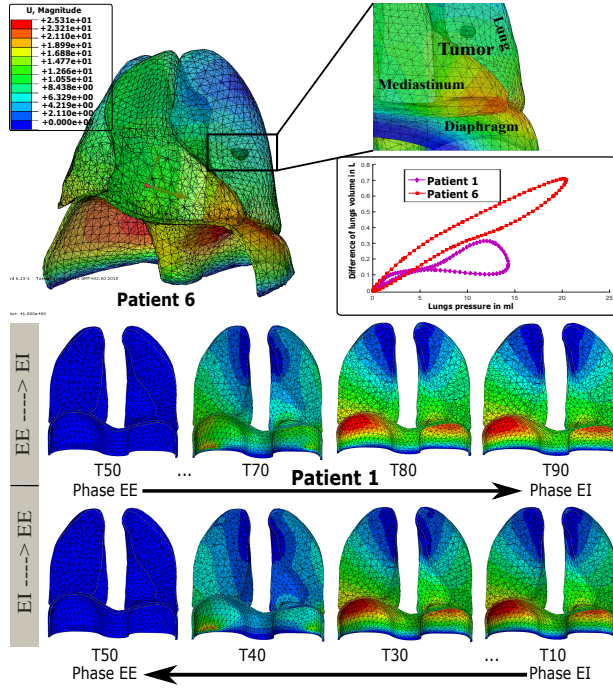 U, Magnitude
+2.531e+01
+2.321e+01
+2.110e+01
+1.899e+01
+1.688e+01
+1.477e+01
+1.266e+01
+1.055e+01
+8.438e+00
+6.329e+00
+4.219e+00
+2.110e+00
+0.000e+00
Patient 6
Tumor
Lung
Mediastinum
Diaphragm
Patient 1
Patient 6
Difference of lungs volume in L
0.8
0.7
0.6
0.5
0.4
0.3
0.2
0.1
0
0 5 10 15 20 25
Lungs pressure in ml
EE ----> EI
T50 ... T70 T80 ... T90
Patient 1
Phase EE Phase EI
EI ----> EE
T50 T40 T30 ... T10
Phase EE Phase EI